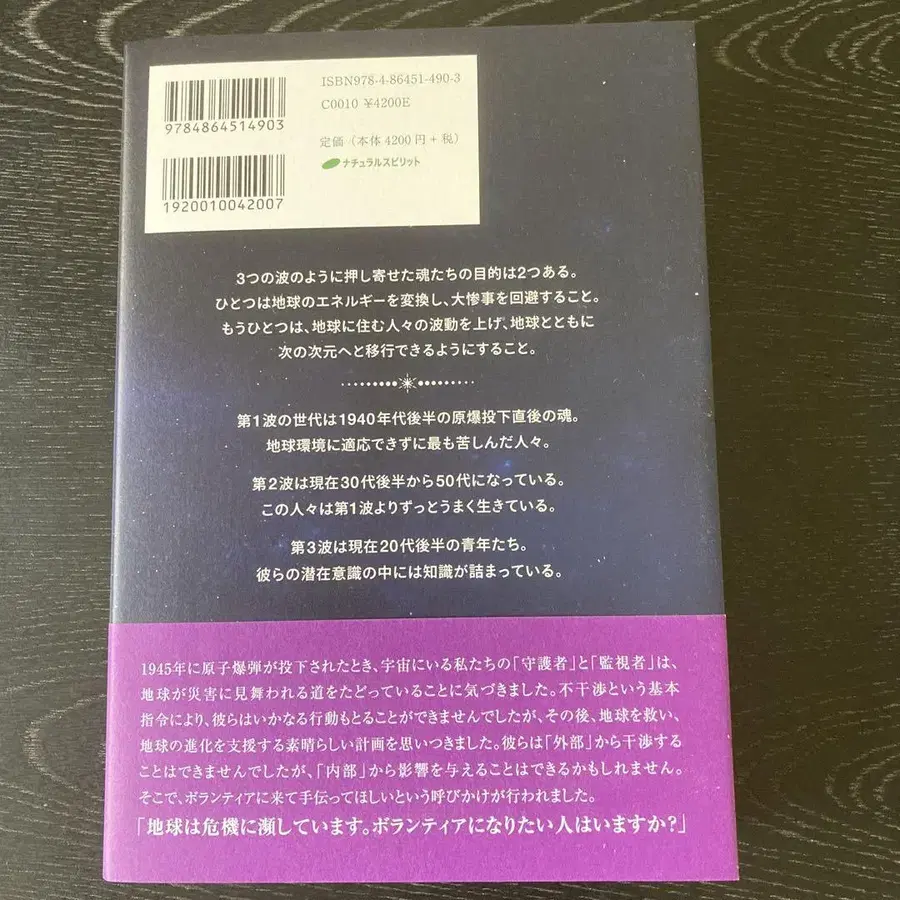 ISBN978-4-86451-490-3
C0010 ¥4200E
9784864514903
定価（本体4200円+税）
ナチュラルスピリット
1920010042007
3つの波のように押し寄せた魂たちの目的は2つある。
ひとつは地球のエネルギーを変換し、大惨事を回避すること。
もうひとつは、地球に住む人々の波動を上げ、地球とともに
次の次元へと移行できるようにすること。
第1波の世代は1940年代後半の原爆投下直後の魂。
地球環境に適応できずに最も苦しんだ人々。
第2波は現在30代後半から50代になっている。
この人々は第1波よりずっとうまく生きている。
第3波は現在20代後半の青年たち。
彼らの潜在意識の中には知識が詰まっている。
1945年に原子爆弾が投下されたとき、宇宙にいる私たちの「守護者」と「監視者」は、
地球が災害に見舞われる道をたどっていることに気づきました。不干渉という基本
指令により、彼らはいかなる行動もとることができませんでしたが、その後、地球を救い、
地球の進化を支援する素晴らしい計画を思いつきました。彼らは「外部」から干渉する
ことはできませんでしたが、「内部」から影響を与えることはできるかもしれません。
そこで、ボランティアに来て手伝ってほしいという呼びかけが行われました。
「地球は危機に瀕しています。ボランティアになりたい人はいますか？」